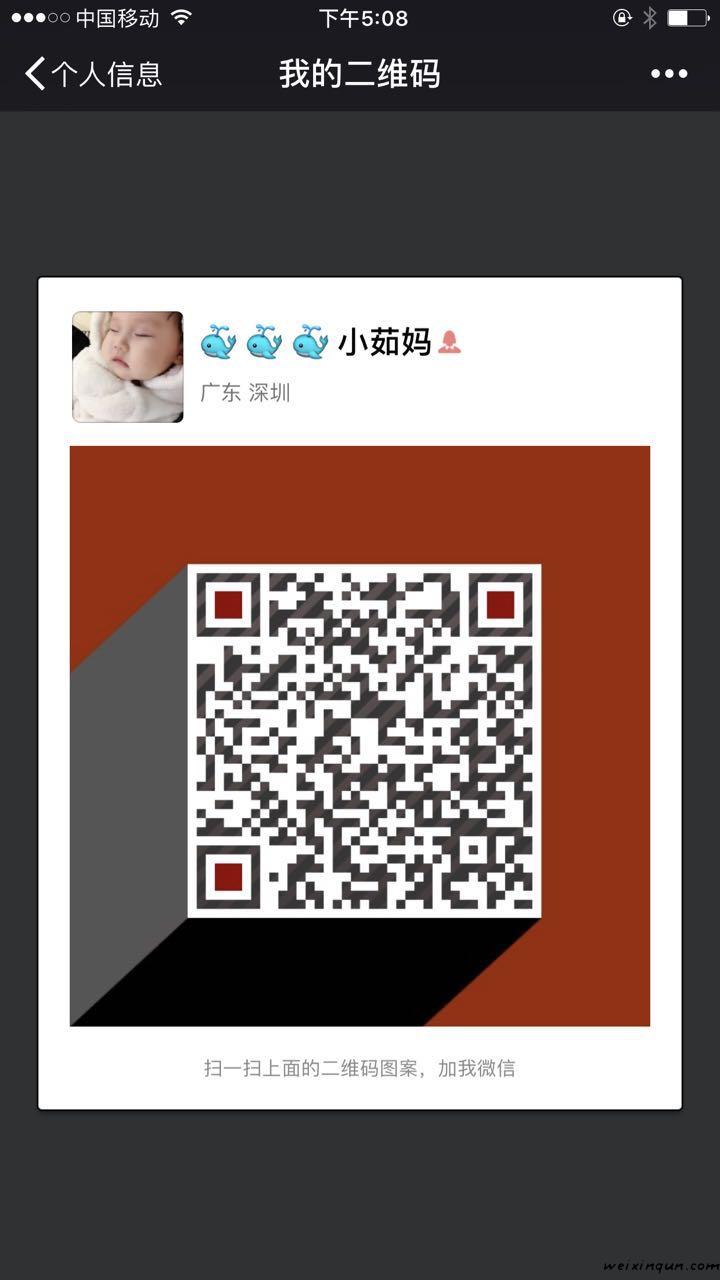 中国移动 下午5:08
个人信息 我的二维码
🐳🐳🐳小茹妈
广东 深圳
扫一扫上面的二维码图案，加我微信
weixinqun.com